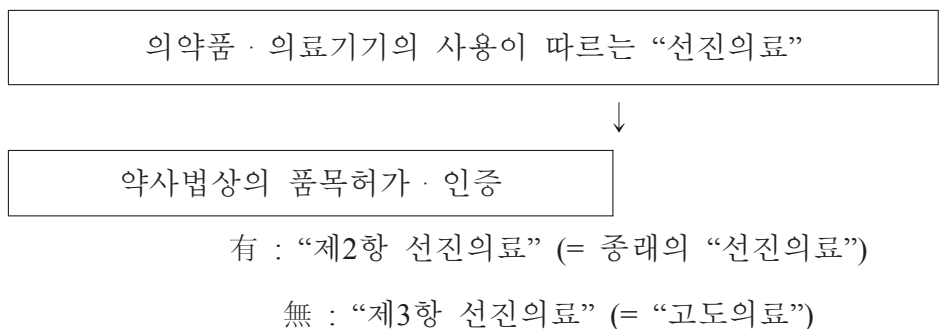 의약품 · 의료기기의 사용이 따르는 “선진의료”
↓
약사법상의 품목허가 · 인증
有 : “제2항 선진의료” (= 종래의 “선진의료”)
無 : “제3항 선진의료” (= “고도의료”)